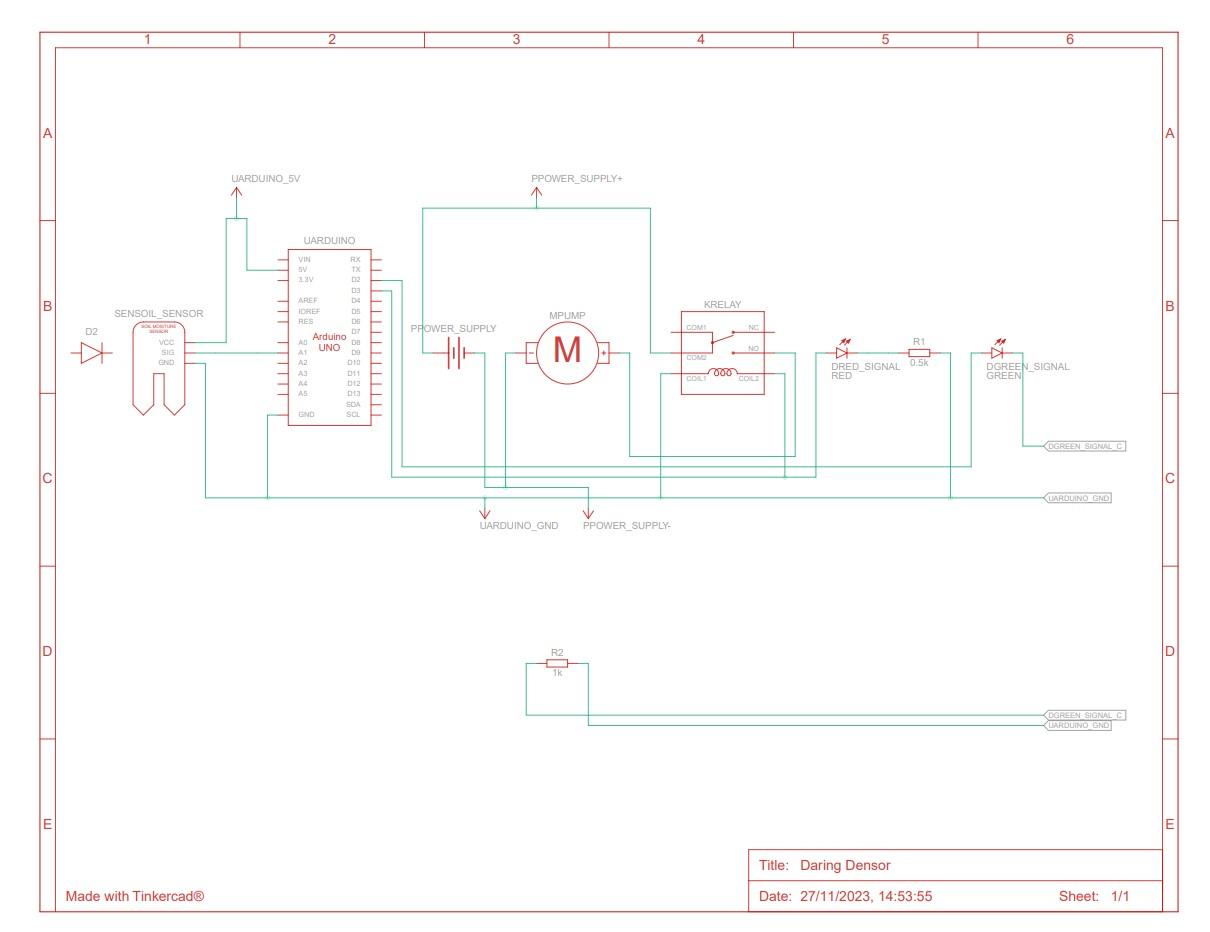 1 2 3 4 5 6
A A
UARDUINO_5V PPOWER_SUPPLY+
B B
UARDUINO
VIN RX
5V TX
3.3V D2
D3
AREF D4
IOREF D5
RES D6
D7
A0 D8
A1 D9
A2 D10
A3 D11
A4 D12
A5 D13
SDA
GND SCL
Arduino
UNO
D2
SENSOIL_SENSOR
SOIL MOISTURE
SENSOR
VCC
SIG
GND
PPOWER_SUPPLY
MPUMP
M
- +
KRELAY
COM1 NC
NO
COM2
COIL1 COIL2
DRED_SIGNAL
RED
R1
0.5k
DGREEN_SIGNAL
GREEN
DGREEN_SIGNAL_C
C C
UARDUINO_GND
UARDUINO_GND PPOWER_SUPPLY-
D D
R2
1k
DGREEN_SIGNAL_C
UARDUINO_GND
E E
Title: Daring Densor
Made with Tinkercad®
Date: 27/11/2023, 14:53:55 Sheet: 1/1